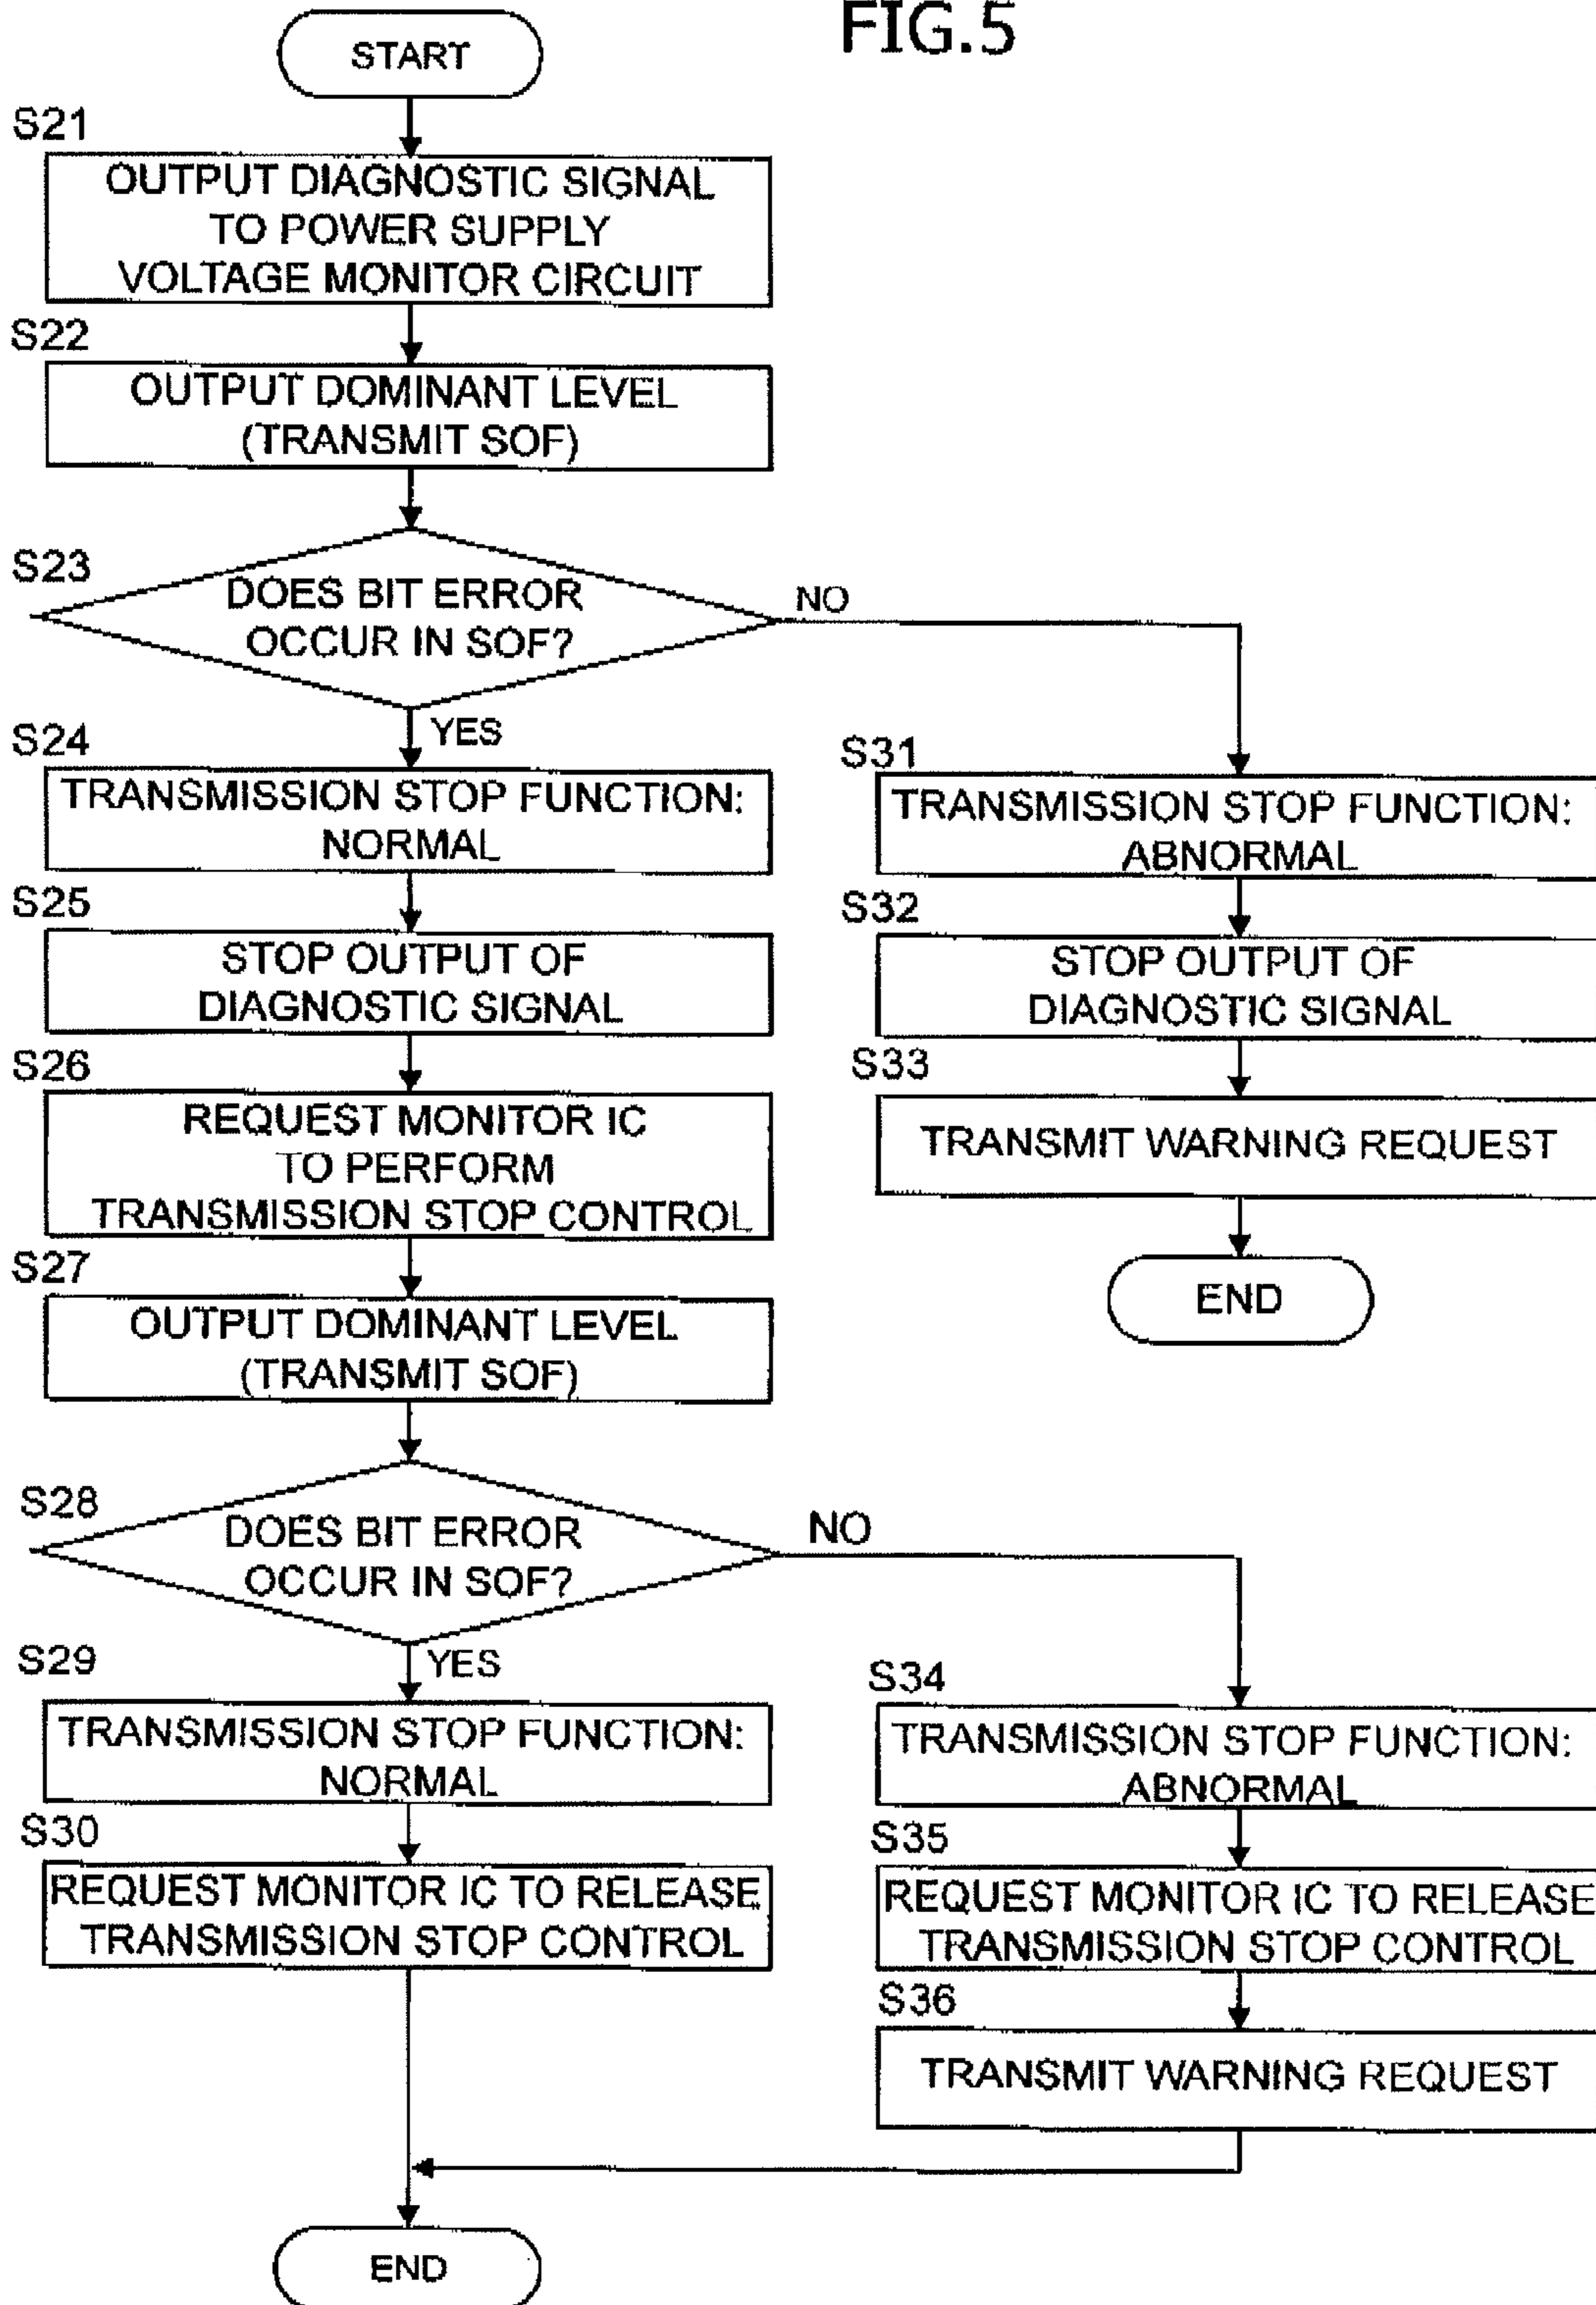 FIG.5
START
S21
OUTPUT DIAGNOSTIC SIGNAL
TO POWER SUPPLY
VOLTAGE MONITOR CIRCUIT
S22
OUTPUT DOMINANT LEVEL
(TRANSMIT SOF)
S23
DOES BIT ERROR
OCCUR IN SOF?
NO
YES
S24
TRANSMISSION STOP FUNCTION:
NORMAL
S25
STOP OUTPUT OF
DIAGNOSTIC SIGNAL
S26
REQUEST MONITOR IC
TO PERFORM
TRANSMISSION STOP CONTROL
S27
OUTPUT DOMINANT LEVEL
(TRANSMIT SOF)
S31
TRANSMISSION STOP FUNCTION:
ABNORMAL
S32
STOP OUTPUT OF
DIAGNOSTIC SIGNAL
S33
TRANSMIT WARNING REQUEST
END
S28
DOES BIT ERROR
OCCUR IN SOF?
NO
YES
S29
TRANSMISSION STOP FUNCTION:
NORMAL
S30
REQUEST MONITOR IC TO RELEASE
TRANSMISSION STOP CONTROL
S34
TRANSMISSION STOP FUNCTION:
ABNORMAL
S35
REQUEST MONITOR IC TO RELEASE
TRANSMISSION STOP CONTROL
S36
TRANSMIT WARNING REQUEST
END